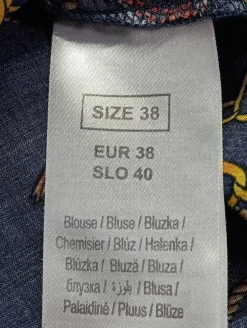 SIZE 38
EUR 38
SLO 40
Blouse / Bluse / Bluzka /
Chemisier / Blúz / Halenka /
Blúzka / Bluză / Bluza /
блузка / بلوزة / Blusa /
Palaidinė / Pluus / Blūze